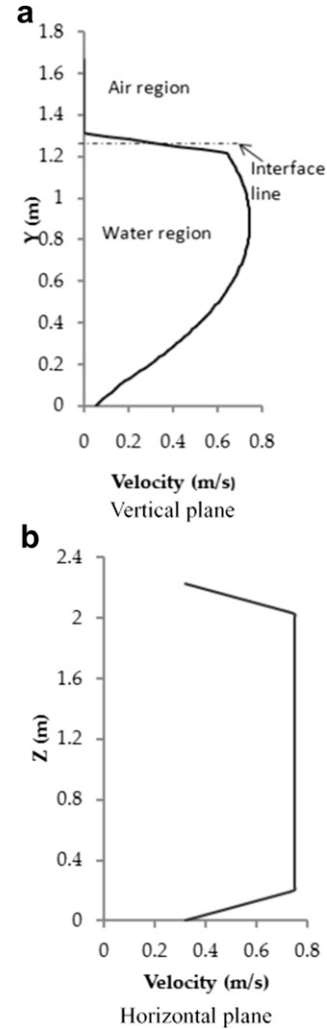 a
1.8
1.6
Air region
1.4
1.2
Interface
line
1
Y (m)
Water region
0.8
0.6
0.4
0.2
0
0 0.2 0.4 0.6 0.8
Velocity (m/s)
Vertical plane
b
2.4
2
1.6
Z (m)
1.2
0.8
0.4
0
0 0.2 0.4 0.6 0.8
Velocity (m/s)
Horizontal plane